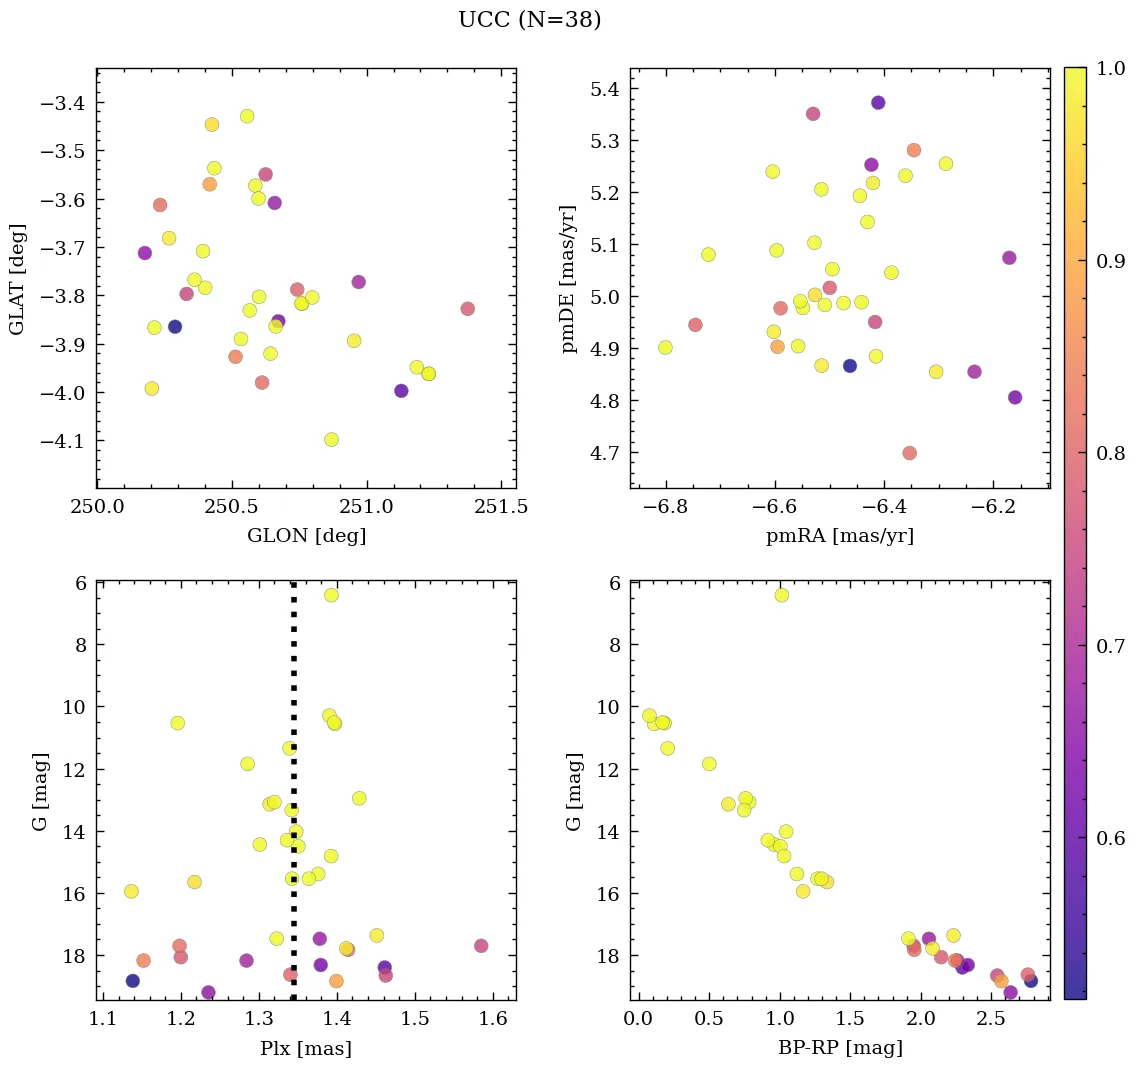 UCC (N=38)
−3.4
−3.5
−3.6
−3.7
−3.8
−3.9
−4.0
−4.1
GLAT [deg]
250.0 250.5 251.0 251.5
GLON [deg]
5.4
5.3
5.2
5.1
5.0
4.9
4.8
4.7
pmDE [mas/yr]
−6.8 −6.6 −6.4 −6.2
pmRA [mas/yr]
6
8
10
12
14
16
18
G [mag]
1.1 1.2 1.3 1.4 1.5 1.6
Plx [mas]
6
8
10
12
14
16
18
G [mag]
0.0 0.5 1.0 1.5 2.0 2.5
BP-RP [mag]
1.0
0.9
0.8
0.7
0.6